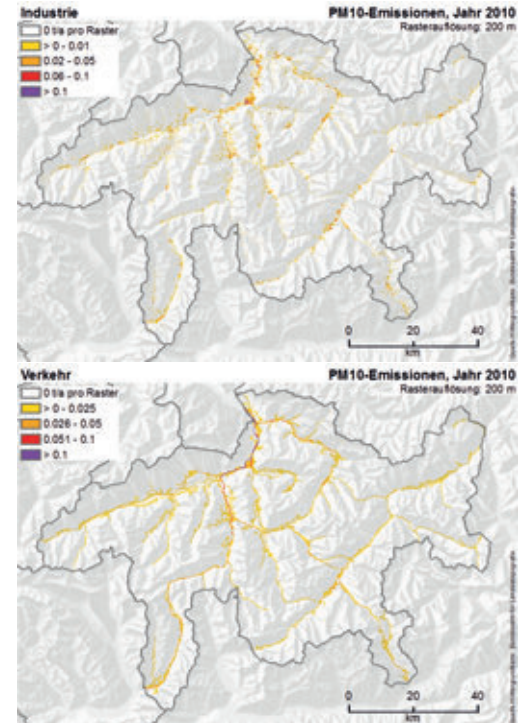 Industrie
PM10-Emissionen, Jahr 2010
Rasterauflösung: 200 m
0 t/a pro Raster
> 0 - 0.01
0.02 - 0.05
0.06 - 0.1
> 0.1
0 20 40
km
Verkehr
PM10-Emissionen, Jahr 2010
Rasterauflösung: 200 m
0 t/a pro Raster
> 0 - 0.025
0.026 - 0.05
0.051 - 0.1
> 0.1
0 20 40
km